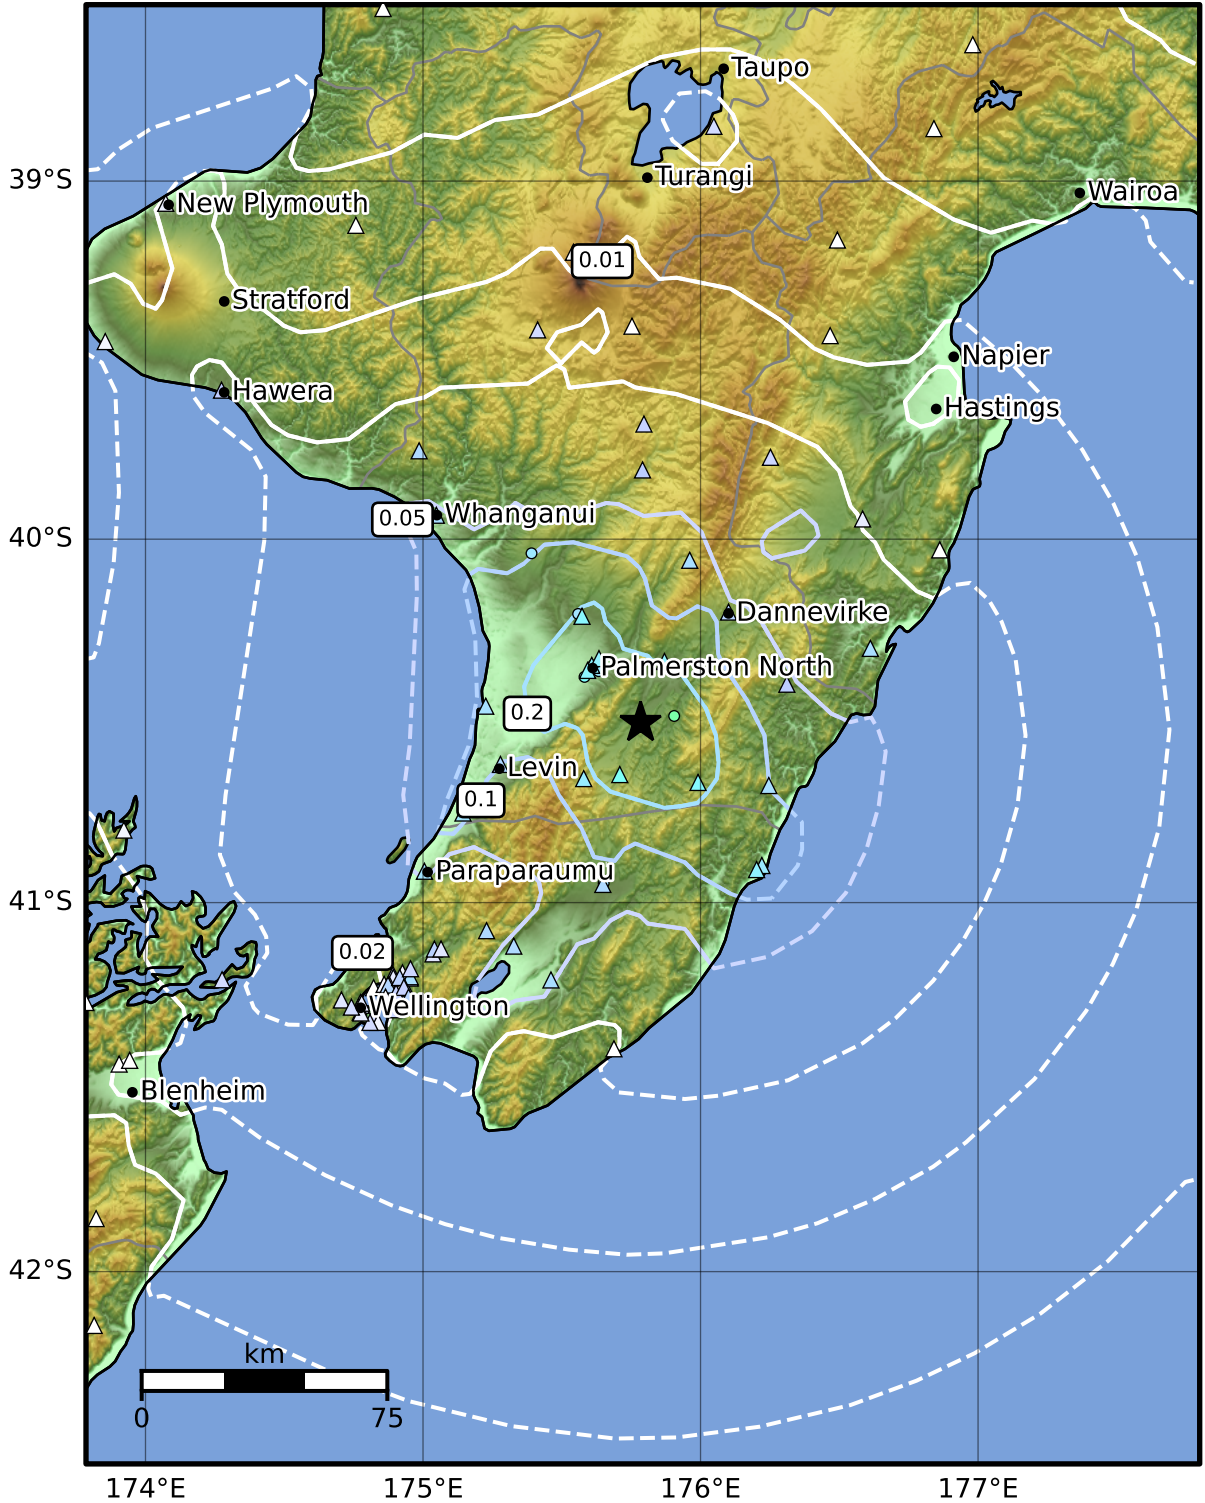 Taupo
39°S
Turangi
Wairoa
New Plymouth
0.01
Stratford
Napier
Hawera
Hastings
0.05
Whanganui
40°S
Dannevirke
Palmerston North
0.2
Levin
0.1
Paraparaumu
41°S
0.02
Wellington
Blenheim
42°S
km
0 75
174°E 175°E 176°E 177°E